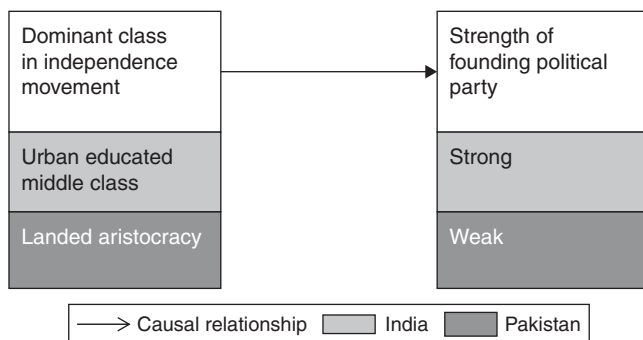 Dominant class
in independence
movement
Strength of
founding political
party
Urban educated
middle class
Strong
Landed aristocracy
Weak
Causal relationship India Pakistan